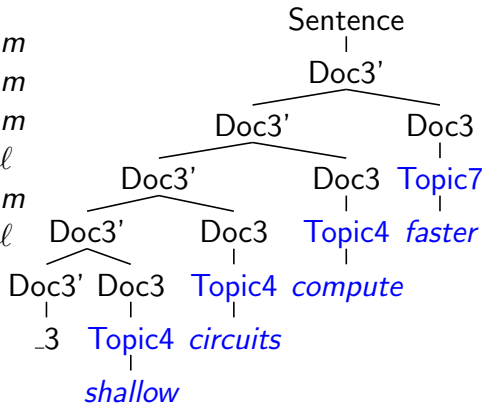 Sentence
m
Doc3'
m
m
Doc3' Doc3
ℓ
Doc3' Doc3 Topic7
m
ℓ
Doc3' Doc3 Topic4 faster
Doc3' Doc3 Topic4 compute
_3 Topic4 circuits
shallow